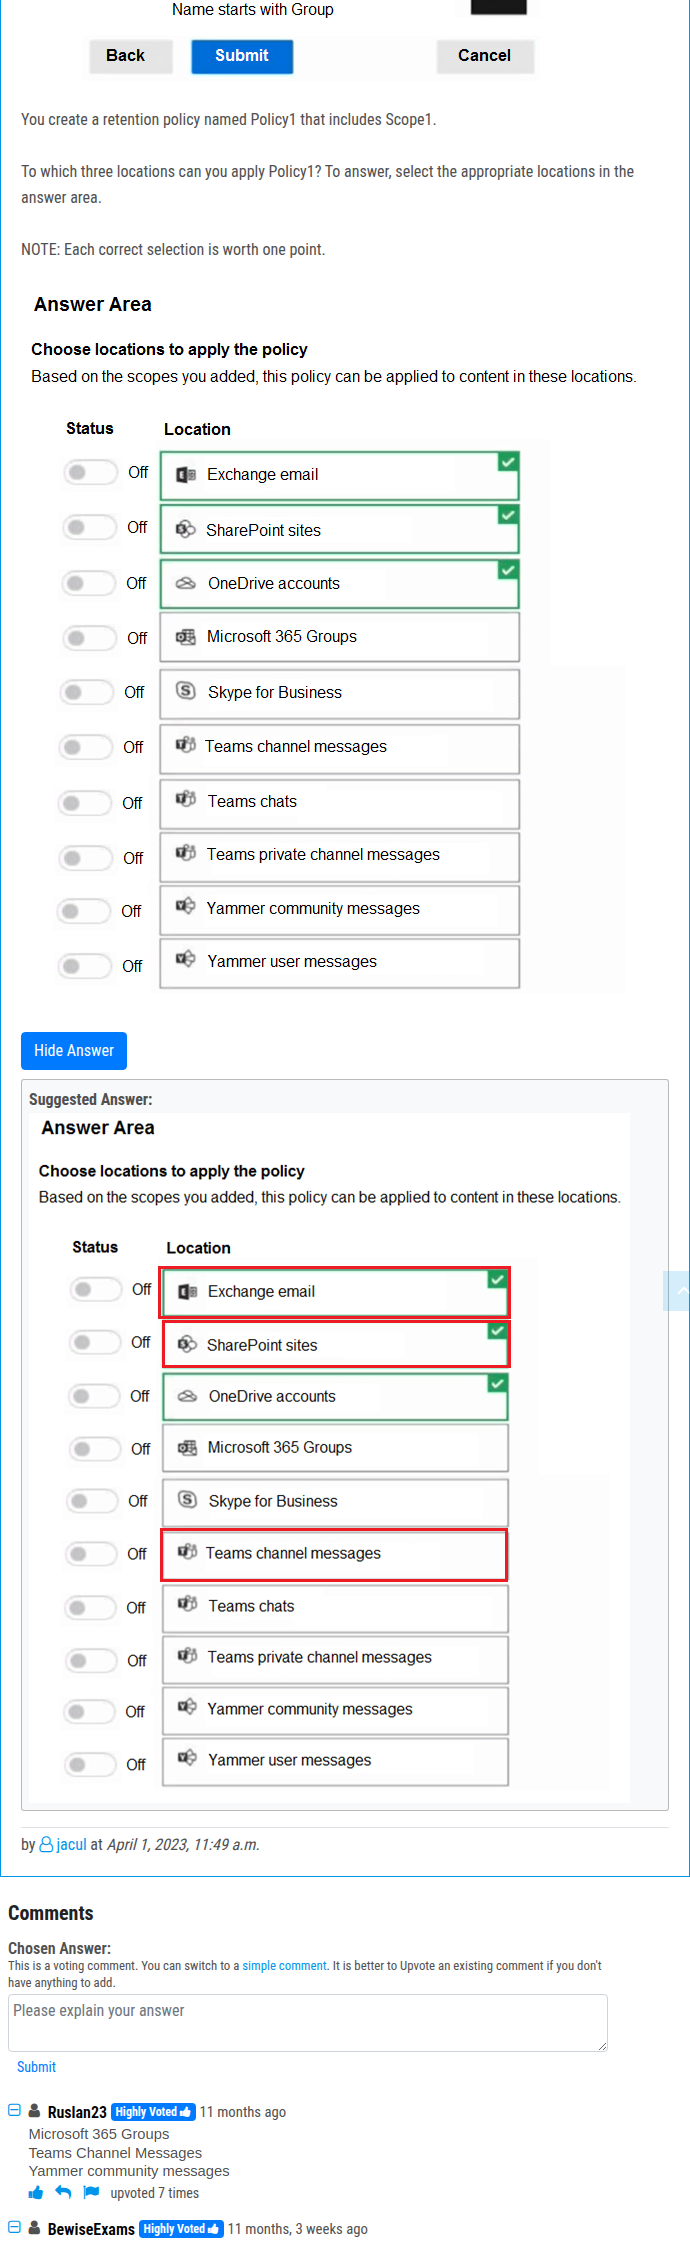 Name starts with Group
Back Submit Cancel
You create a retention policy named Policy1 that includes Scope1.
To which three locations can you apply Policy1? To answer, select the appropriate locations in the
answer area.
NOTE: Each correct selection is worth one point.
Answer Area
Choose locations to apply the policy
Based on the scopes you added, this policy can be applied to content in these locations.
Status Location
Off Exchange email
Off SharePoint sites
Off OneDrive accounts
Off Microsoft 365 Groups
Off Skype for Business
Off Teams channel messages
Off Teams chats
Off Teams private channel messages
Off Yammer community messages
Off Yammer user messages
Hide Answer
Suggested Answer:
Answer Area
Choose locations to apply the policy
Based on the scopes you added, this policy can be applied to content in these locations.
Status Location
Off Exchange email
Off SharePoint sites
Off OneDrive accounts
Off Microsoft 365 Groups
Off Skype for Business
Off Teams channel messages
Off Teams chats
Off Teams private channel messages
Off Yammer community messages
Off Yammer user messages
by jacul at April 1, 2023, 11:49 a.m.
Comments
Chosen Answer:
This is a voting comment. You can switch to a simple comment. It is better to Upvote an existing comment if you don't
have anything to add.
Please explain your answer
Submit
Ruslan23 Highly Voted 11 months ago
Microsoft 365 Groups
Teams Channel Messages
Yammer community messages
upvoted 7 times
BewiseExams Highly Voted 11 months, 3 weeks ago